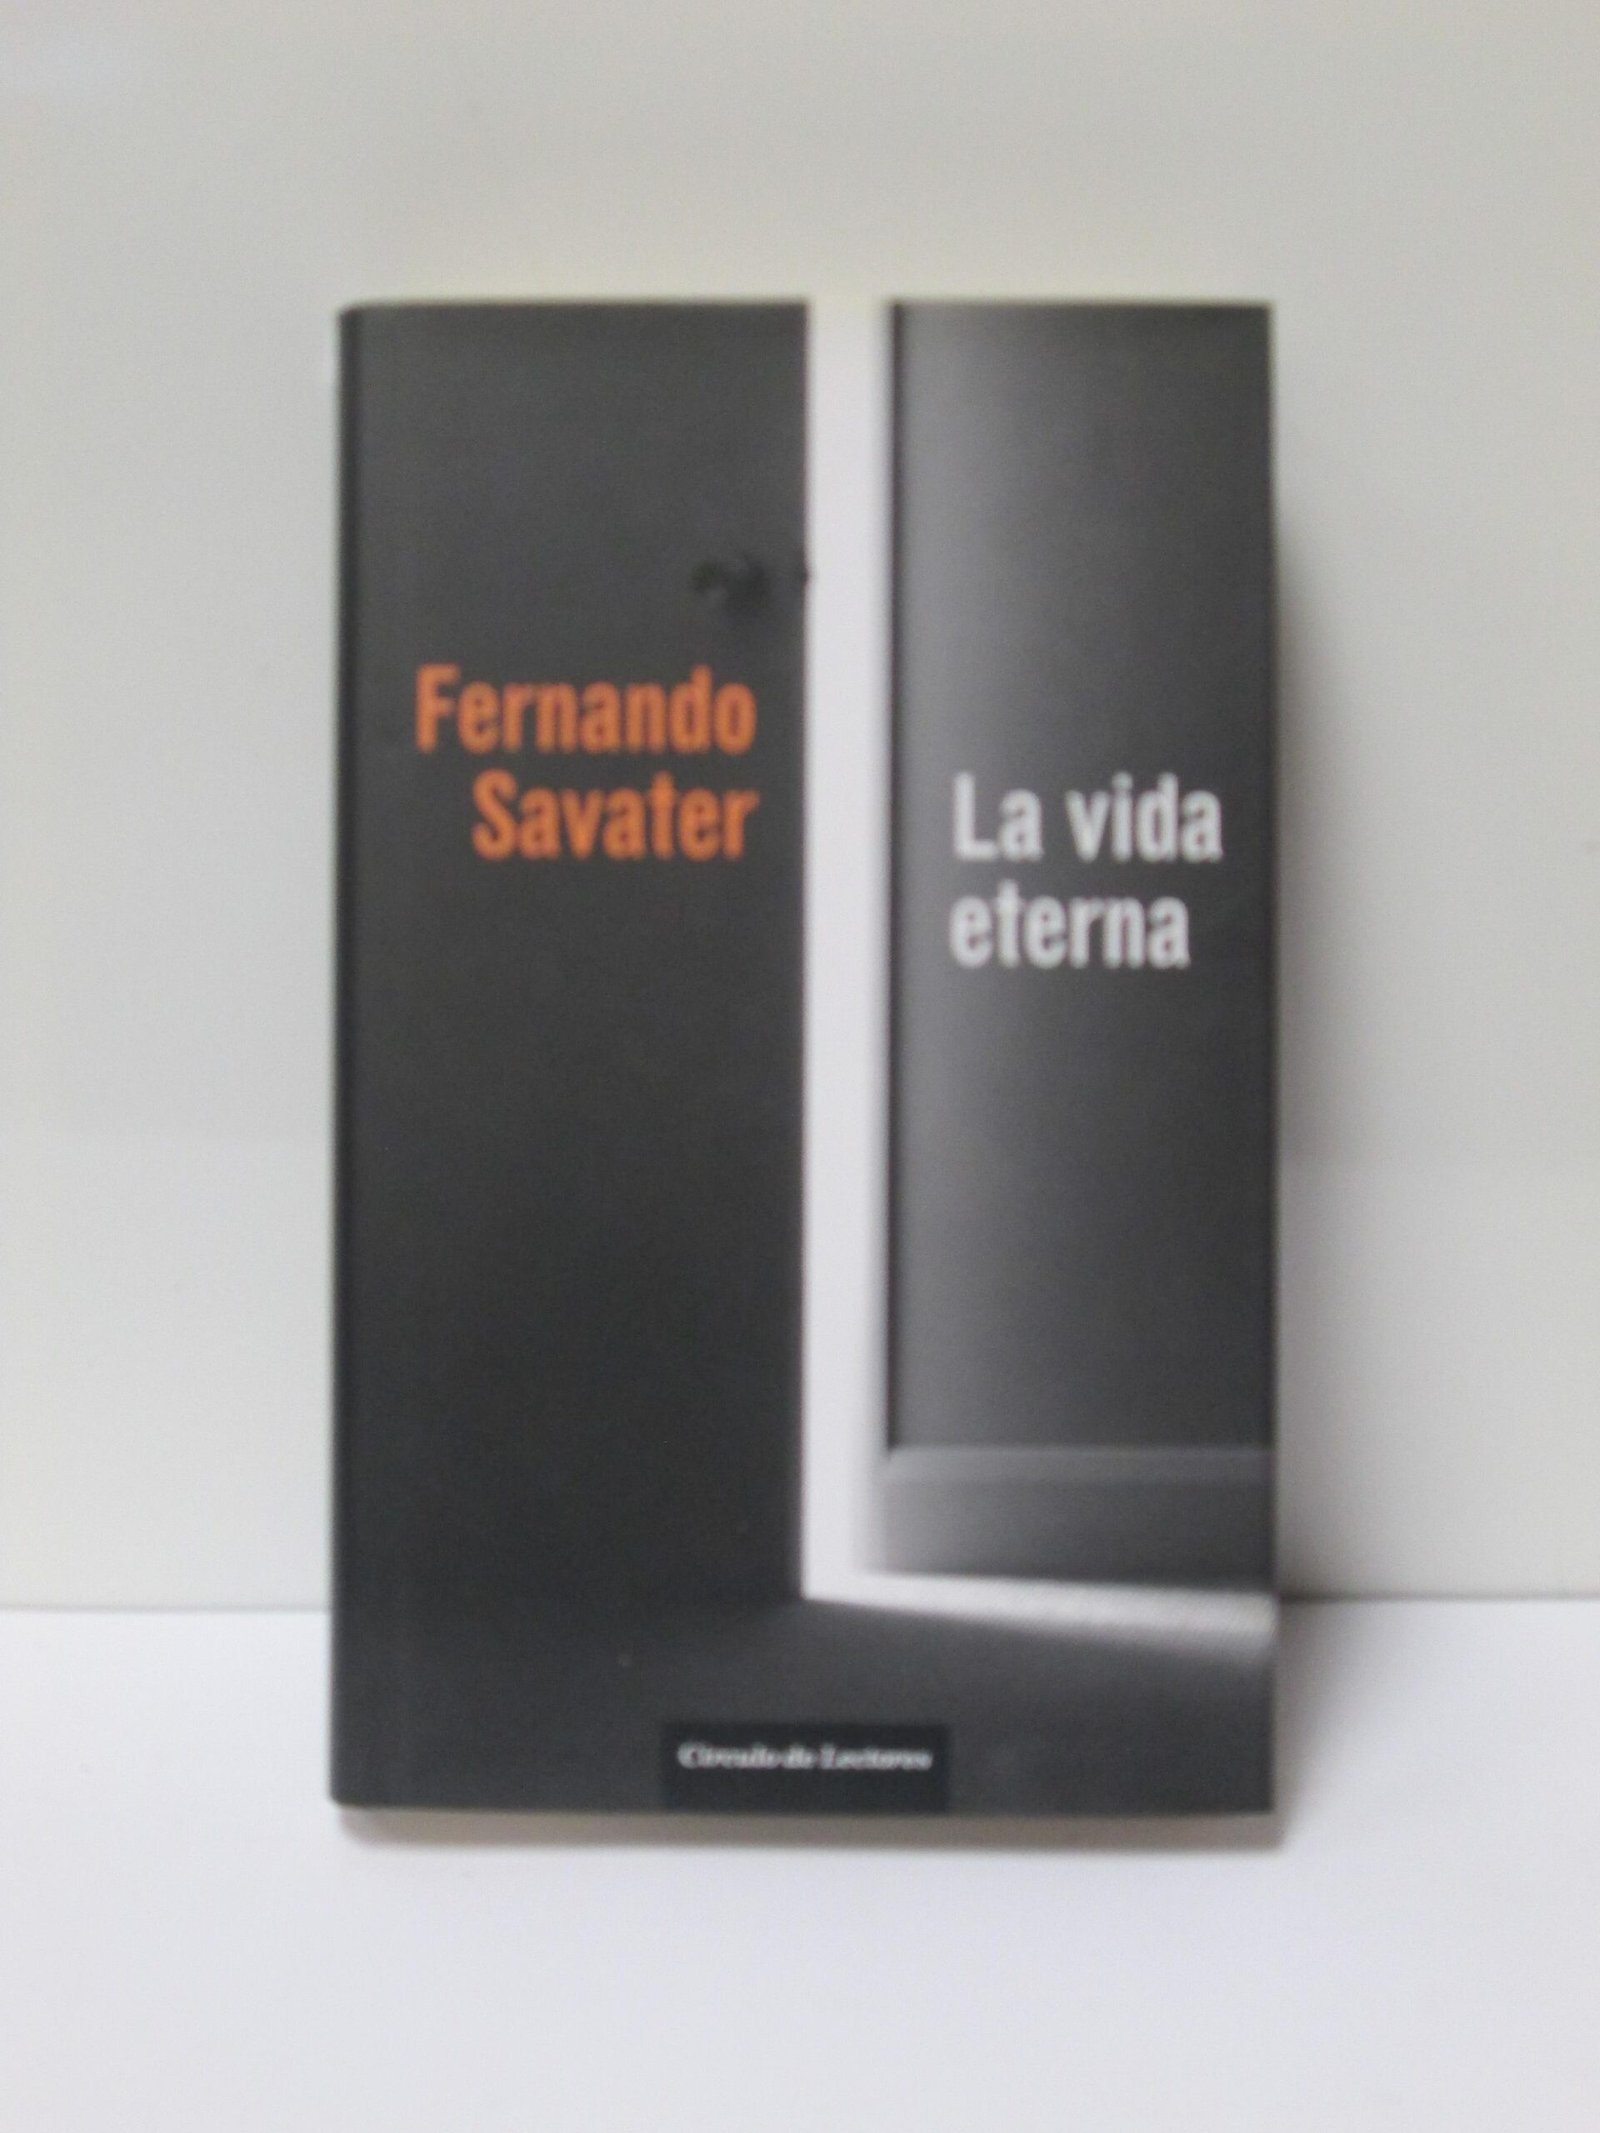 Fernando
Savater
La vida
eterna
Círculo de Lectores